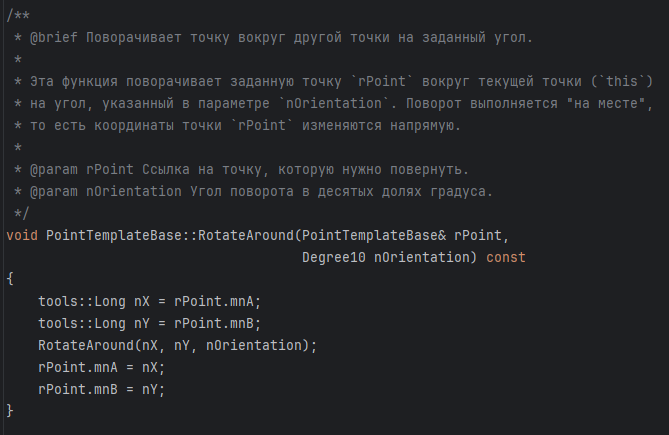 /**
 * @brief Поворачивает точку вокруг другой точки на заданный угол.
 *
 * Эта функция поворачивает заданную точку `rPoint` вокруг текущей точки (`this`)
 * на угол, указанный в параметре `nOrientation`. Поворот выполняется "на месте",
 * то есть координаты точки `rPoint` изменяются напрямую.
 *
 * @param rPoint Ссылка на точку, которую нужно повернуть.
 * @param nOrientation Угол поворота в десятых долях градуса.
 */
void PointTemplateBase::RotateAround(PointTemplateBase& rPoint,
                                     Degree10 nOrientation) const
{
    tools::Long nX = rPoint.mnA;
    tools::Long nY = rPoint.mnB;
    RotateAround(nX, nY, nOrientation);
    rPoint.mnA = nX;
    rPoint.mnB = nY;
}